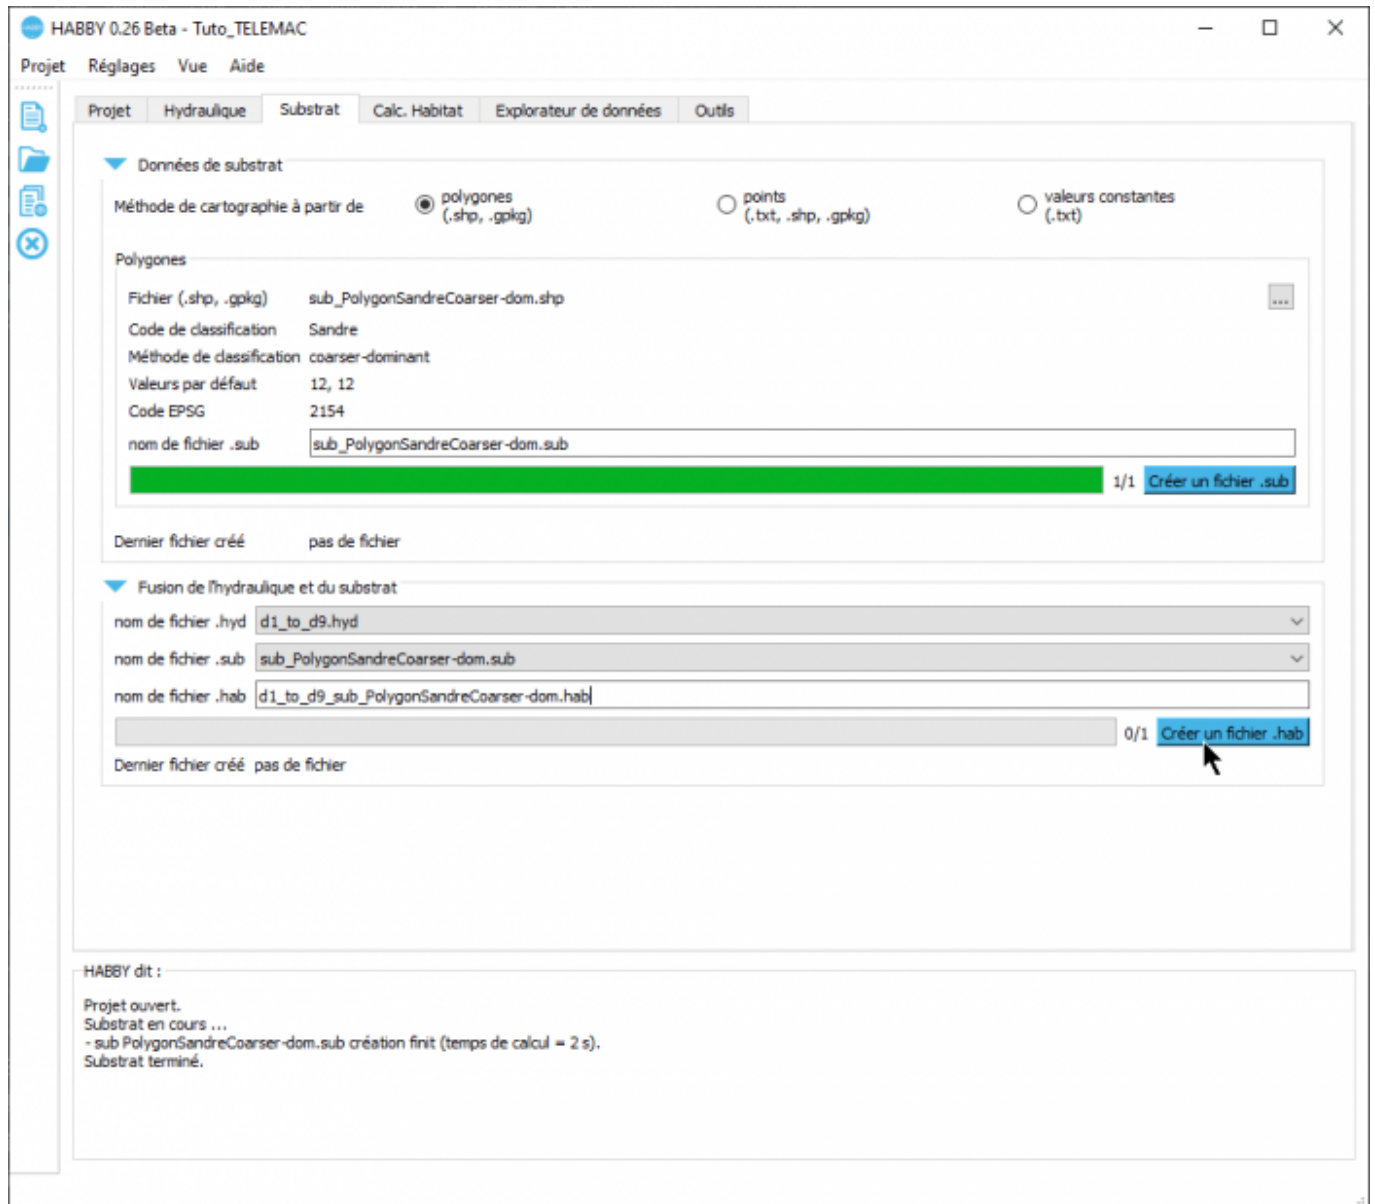 HABBY 0.26 Beta - Tuto_TELEMAC
Projet Réglages Vue Aide
Projet Hydraulique Substrat Calc. Habitat Explorateur de données Outils
Données de substrat
Méthode de cartographie à partir de
polygones
(.shp, .gpkg)
points
(.txt, .shp, .gpkg)
valeurs constantes
(.txt)
Polygones
Fichier (.shp, .gpkg) sub_PolygonSandreCoarser-dom.shp ...
Code de classification Sandre
Méthode de classification coarser-dominant
Valeurs par défaut 12, 12
Code EPSG 2154
nom de fichier .sub sub_PolygonSandreCoarser-dom.sub
1/1 Créer un fichier .sub
Dernier fichier créé pas de fichier
Fusion de l'hydraulique et du substrat
nom de fichier .hyd d1_to_d9.hyd
nom de fichier .sub sub_PolygonSandreCoarser-dom.sub
nom de fichier .hab d1_to_d9_sub_PolygonSandreCoarser-dom.hab
0/1 Créer un fichier .hab
Dernier fichier créé pas de fichier
HABBY dit :
Projet ouvert.
Substrat en cours ...
- sub PolygonSandreCoarser-dom.sub création finit (temps de calcul = 2 s).
Substrat terminé.